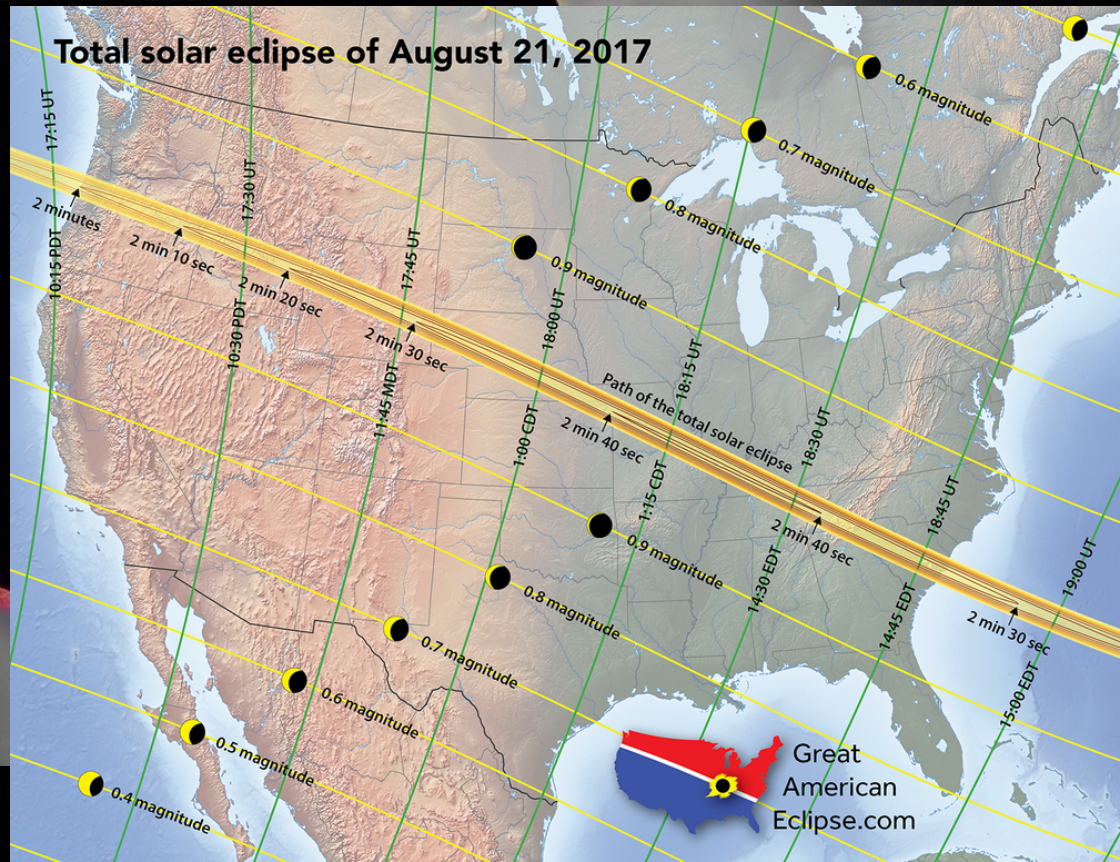 Total solar eclipse of August 21, 2017
0.6 magnitude
0.7 magnitude
0.8 magnitude
0.9 magnitude
17:15 UT
17:30 UT
17:45 UT
18:00 UT
18:15 UT
18:30 UT
18:45 UT
19:00 UT
2 minutes
2 min 10 sec
2 min 20 sec
2 min 30 sec
Path of the total solar eclipse
2 min 40 sec
2 min 40 sec
2 min 30 sec
10:15 PDT
10:30 PDT
11:45 MDT
1:00 CDT
1:15 CDT
14:30 EDT
14:45 EDT
15:00 EDT
0.9 magnitude
0.8 magnitude
0.7 magnitude
0.6 magnitude
0.5 magnitude
0.4 magnitude
Great
American
Eclipse.com